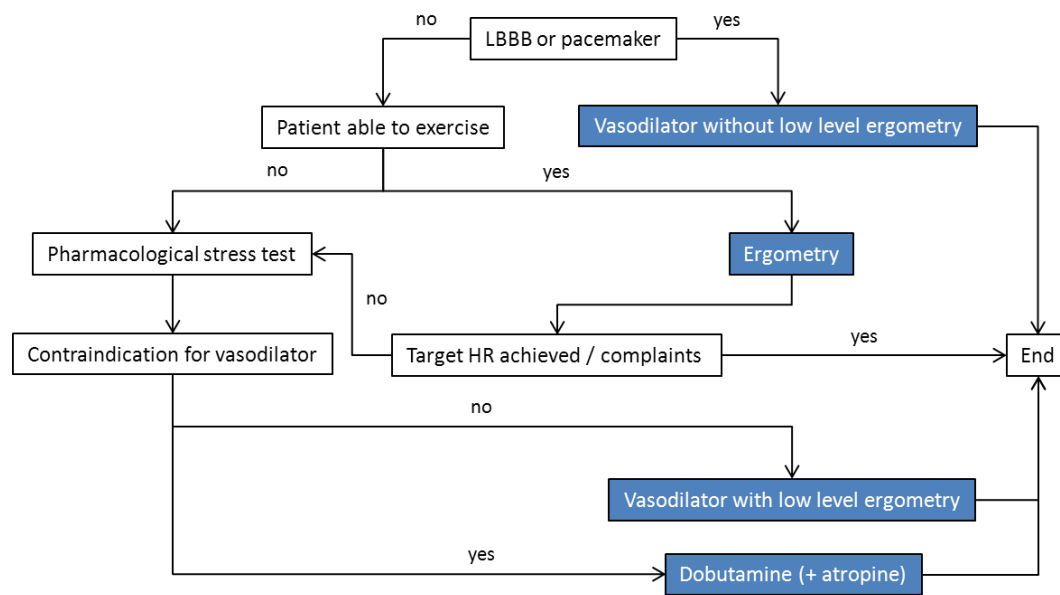 no
yes
LBBB or pacemaker
Patient able to exercise
Vasodilator without low level ergometry
no
yes
Pharmacological stress test
Ergometry
no
Contraindication for vasodilator
Target HR achieved / complaints
yes
End
no
Vasodilator with low level ergometry
yes
Dobutamine (+ atropine)